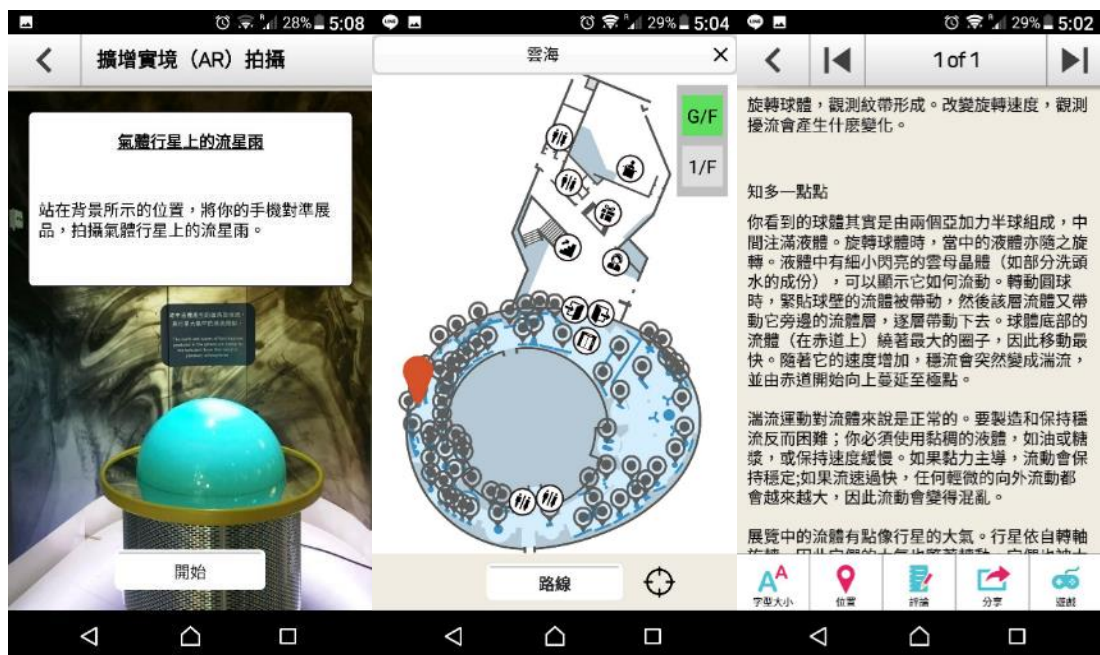 28% 5:08
擴增實境（AR）拍攝
氣體行星上的流星雨
站在背景所示的位置，將你的手機對準展
品，拍攝氣體行星上的流星雨。
開始
29% 5:04
雲海
G/F
1/F
路線
29% 5:02
1 of 1
旋轉球體，觀測紋帶形成。改變旋轉速度，觀測
擾流會產生什麽變化。
知多一點點
你看到的球體其實是由兩個亞加力半球組成，中
間注滿液體。旋轉球體時，當中的液體亦隨之旋
轉。液體中有細小閃亮的雲母晶體（如部分洗頭
水的成份），可以顯示它如何流動。轉動圓球
時，緊貼球壁的流體被帶動，然後該層流體又帶
動它旁邊的流體層，逐層帶動下去。球體底部的
流體（在赤道上）繞著最大的圈子，因此移動最
快。隨著它的速度增加，穩流會突然變成湍流，
並由赤道開始向上蔓延至極點。
湍流運動對流體來說是正常的。要製造和保持穩
流反而困難；你必須使用黏稠的液體，如油或糖
漿，或保持速度緩慢。如果黏力主導，流動會保
持穩定;如果流速過快，任何輕微的向外流動都
會越來越大，因此流動會變得混亂。
展覽中的流體有點像行星的大氣。行星依自轉軸
字型大小
位置
評論
分享
遊戲